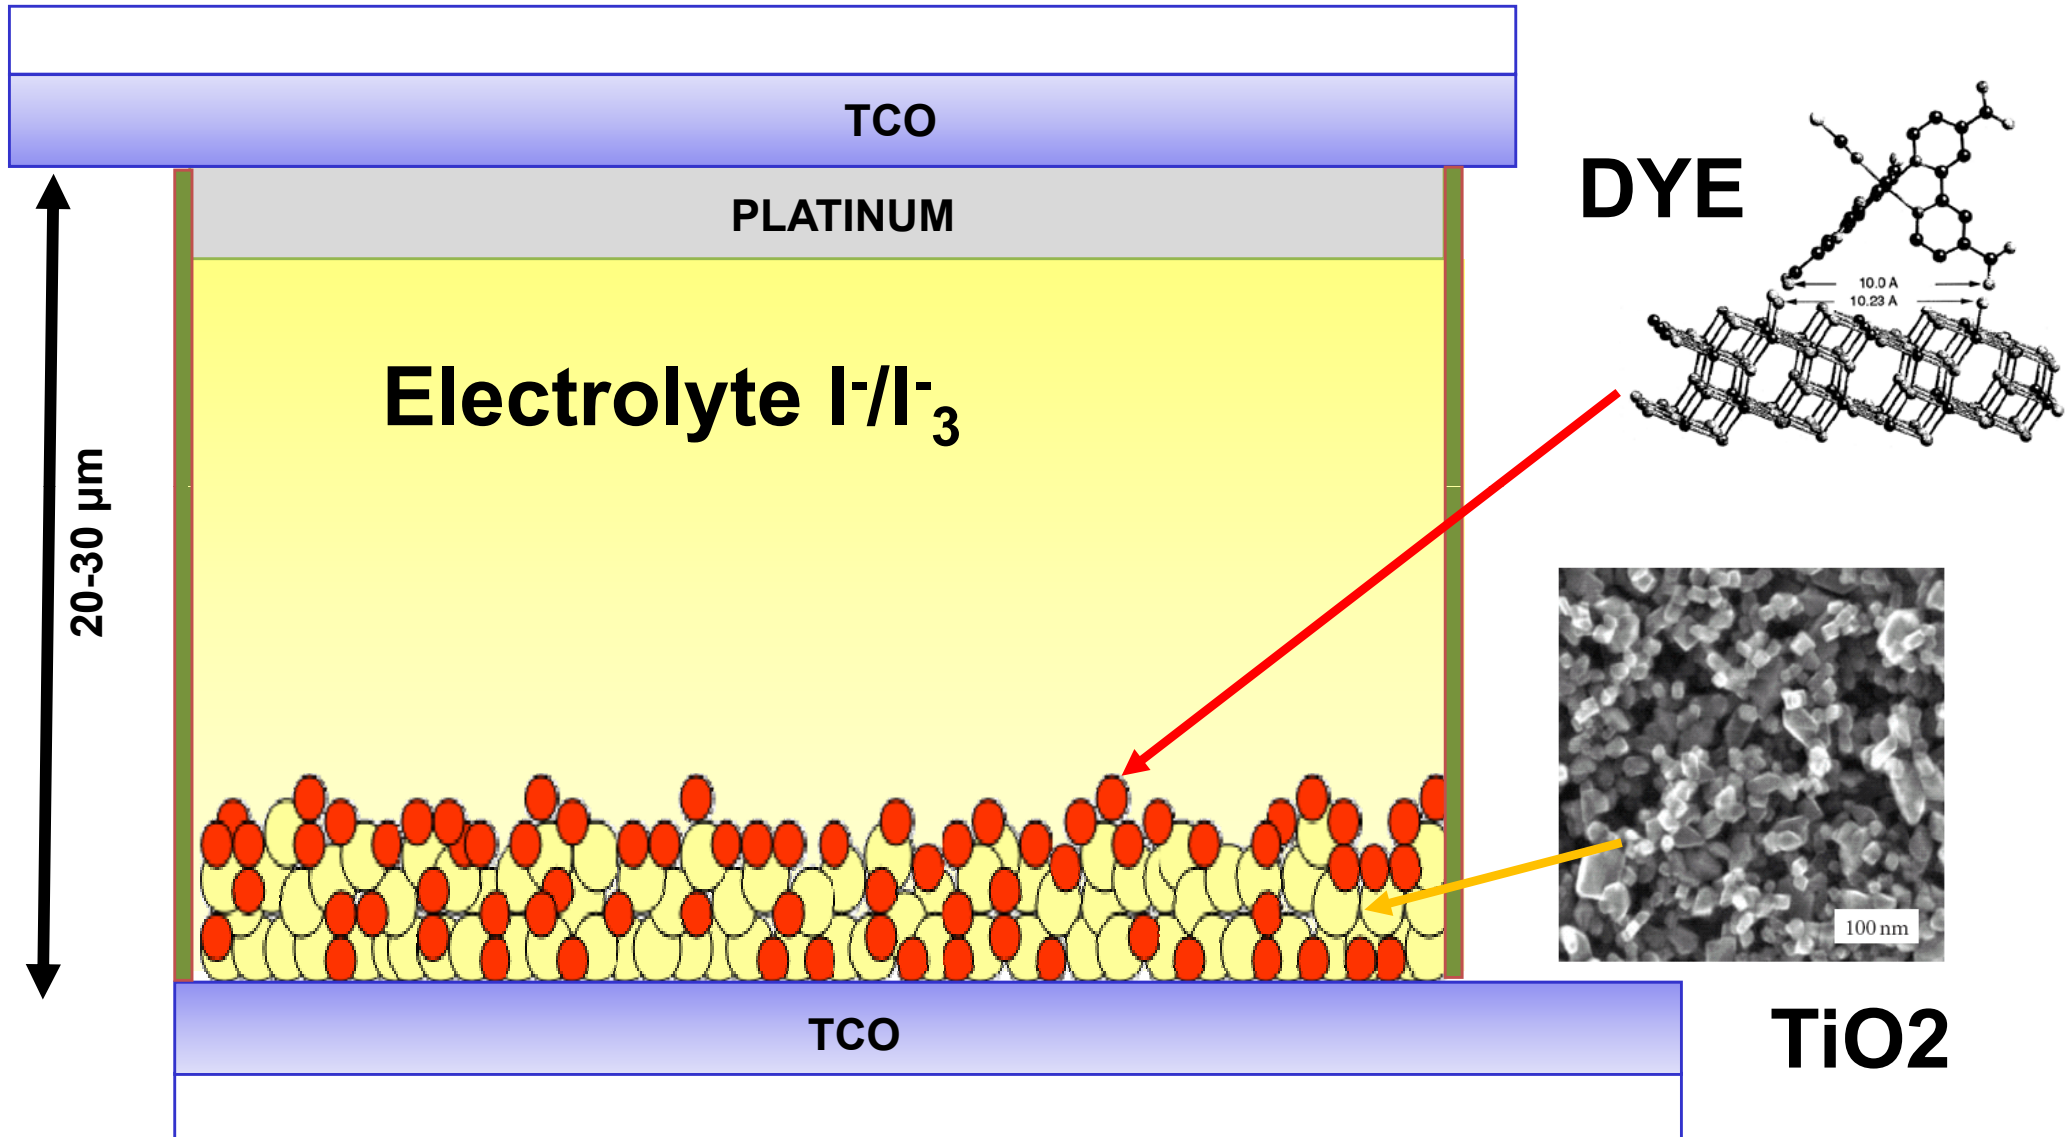 TCO
PLATINUM
DYE
10.0 A
10.23 A
Electrolyte I⁻/I⁻₃
20-30 µm
100 nm
TCO
TiO2